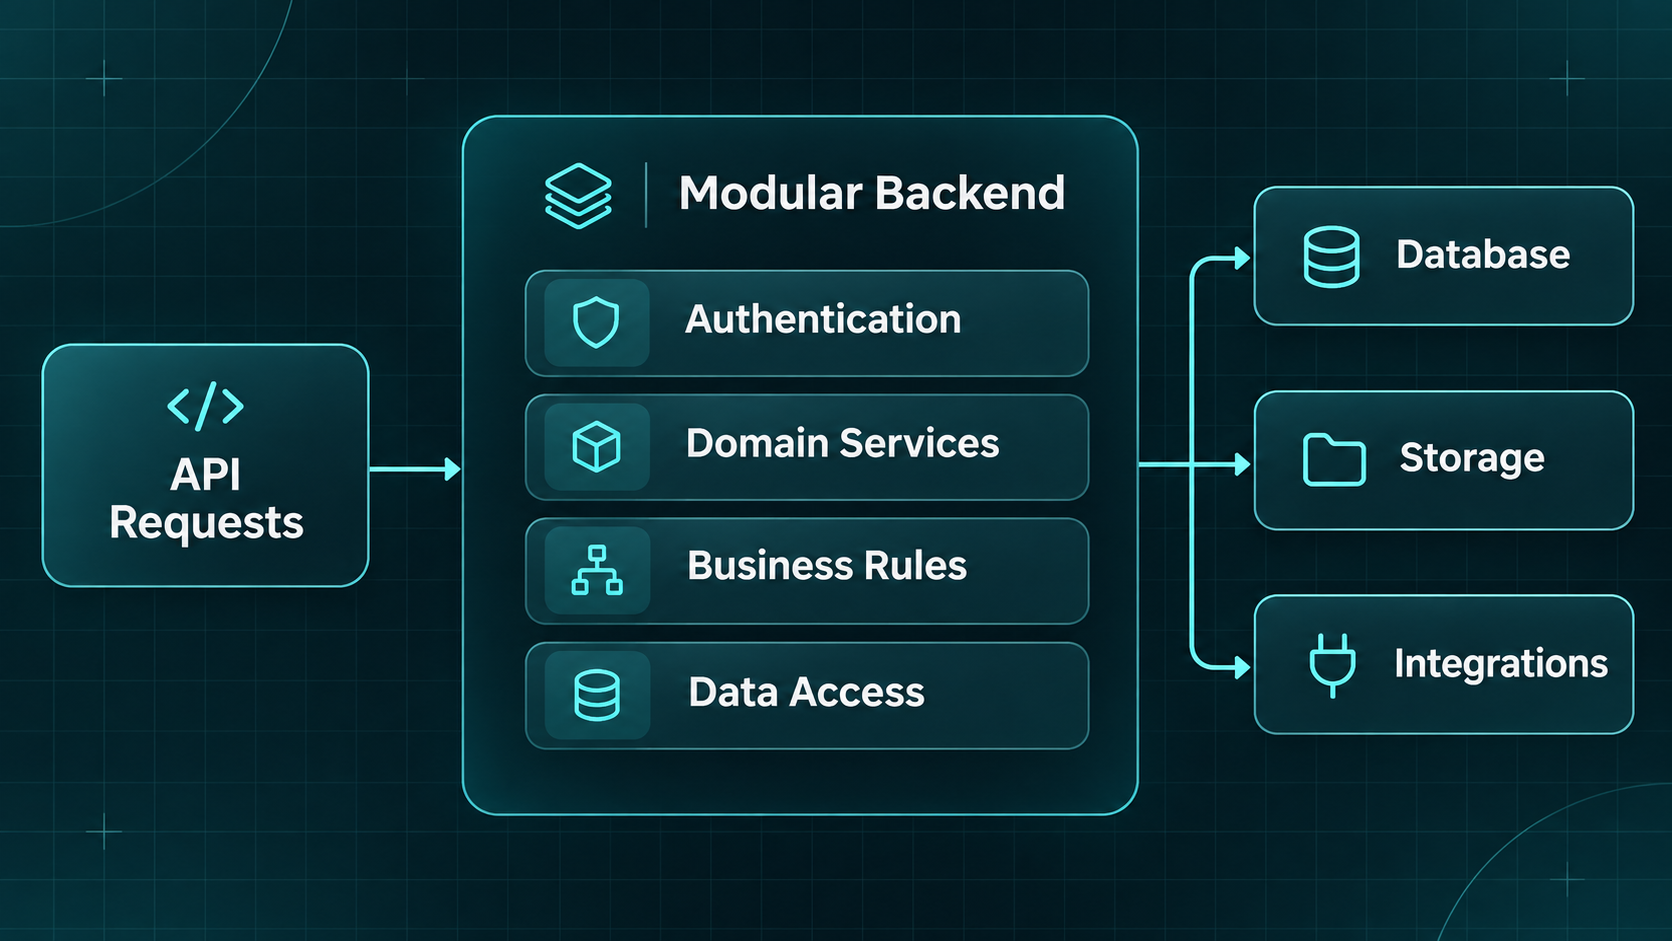 API
Requests
Modular Backend
Authentication
Domain Services
Business Rules
Data Access
Database
Storage
Integrations